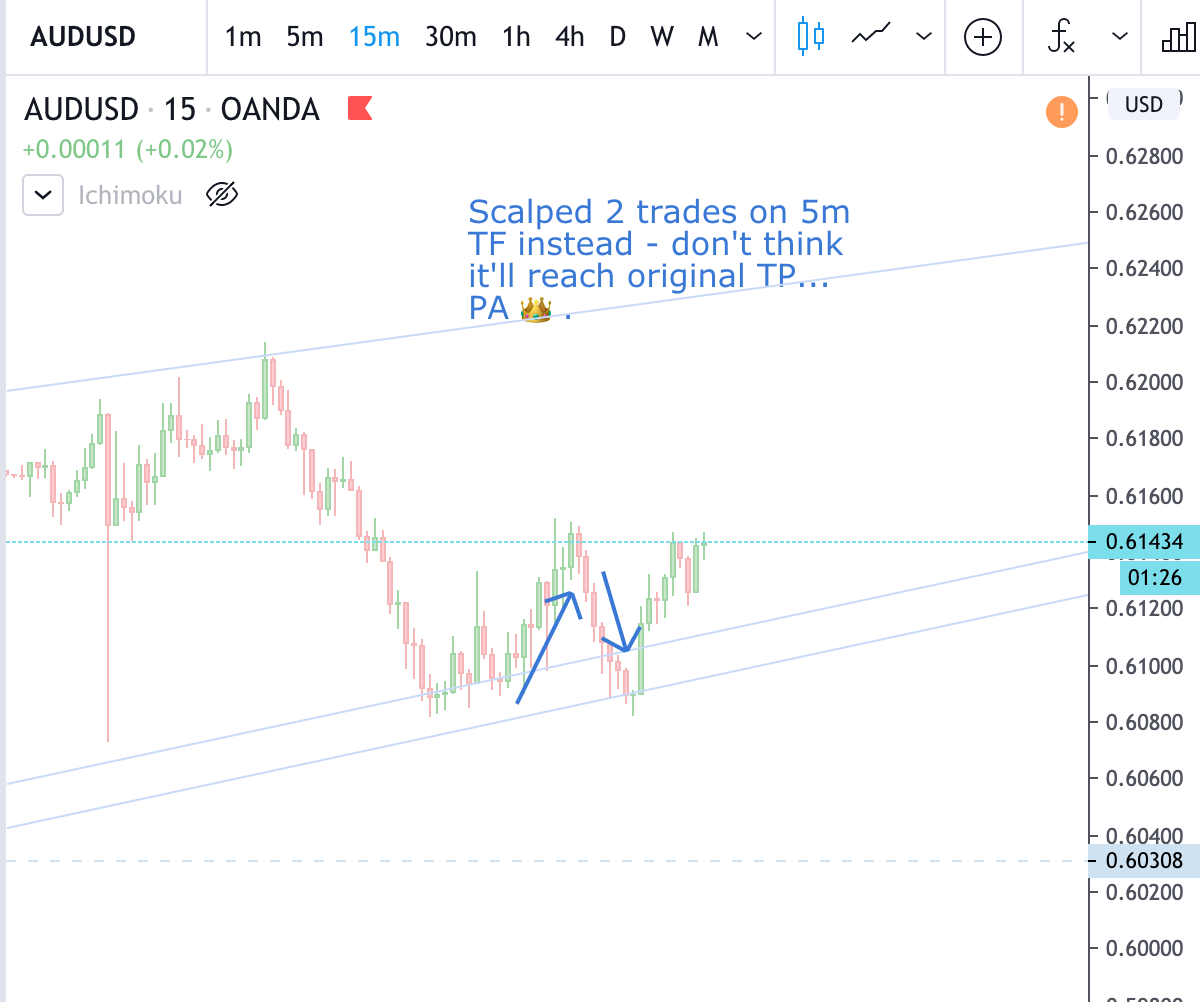 AUDUSD 1m 5m 15m 30m 1h 4h D W M fx
AUDUSD · 15 · OANDA
+0.00011 (+0.02%)
Ichimoku
Scalped 2 trades on 5m
TF instead - don't think
it'll reach original TP...
PA 👑 .
!
USD
0.62800
0.62600
0.62400
0.62200
0.62000
0.61800
0.61600
0.61434
01:26
0.61200
0.61000
0.60800
0.60600
0.60400
0.60308
0.60200
0.60000